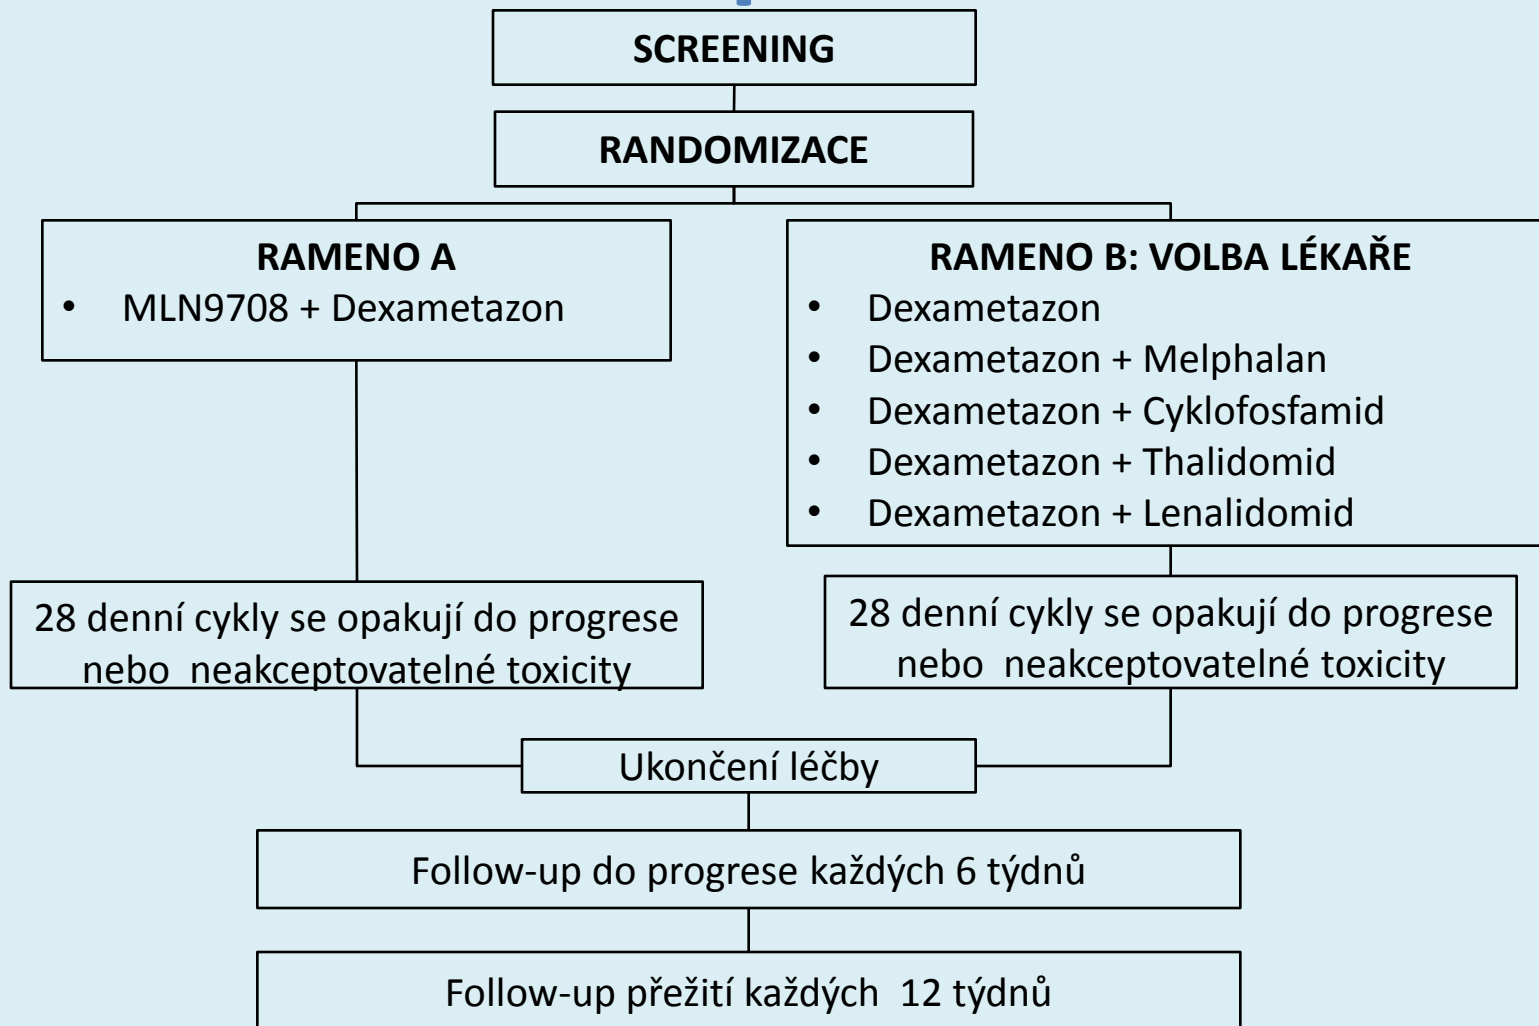 SCREENING
RANDOMIZACE
RAMENO A
• MLN9708 + Dexametazon
RAMENO B: VOLBA LÉKAŘE
• Dexametazon
• Dexametazon + Melphalan
• Dexametazon + Cyklofosfamid
• Dexametazon + Thalidomid
• Dexametazon + Lenalidomid
28 denní cykly se opakují do progrese
nebo neakceptovatelné toxicity
28 denní cykly se opakují do progrese
nebo neakceptovatelné toxicity
Ukončení léčby
Follow-up do progrese každých 6 týdnů
Follow-up přežití každých 12 týdnů